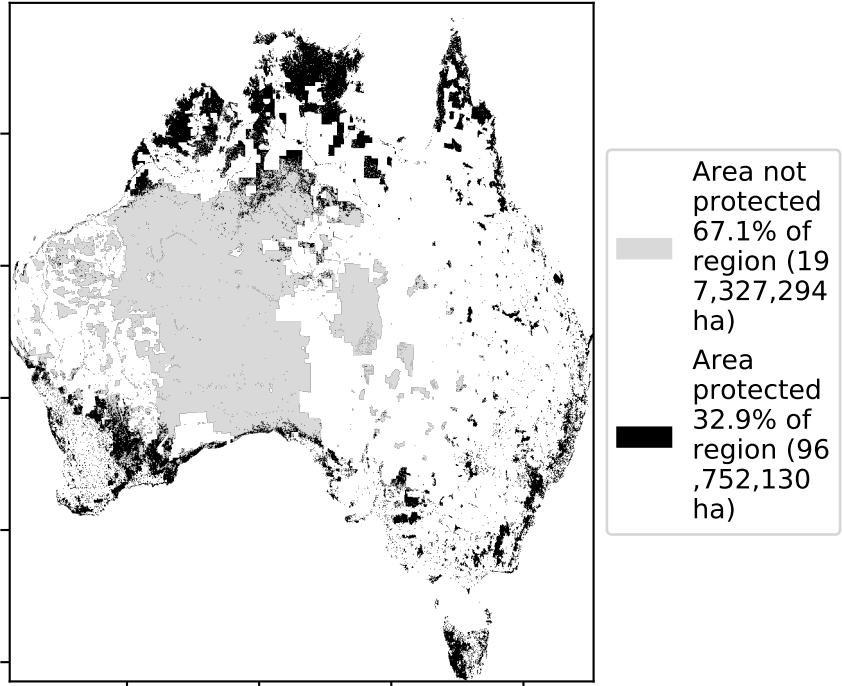 Area not
protected
67.1% of
region (19
7,327,294
ha)
Area
protected
32.9% of
region (96
,752,130
ha)